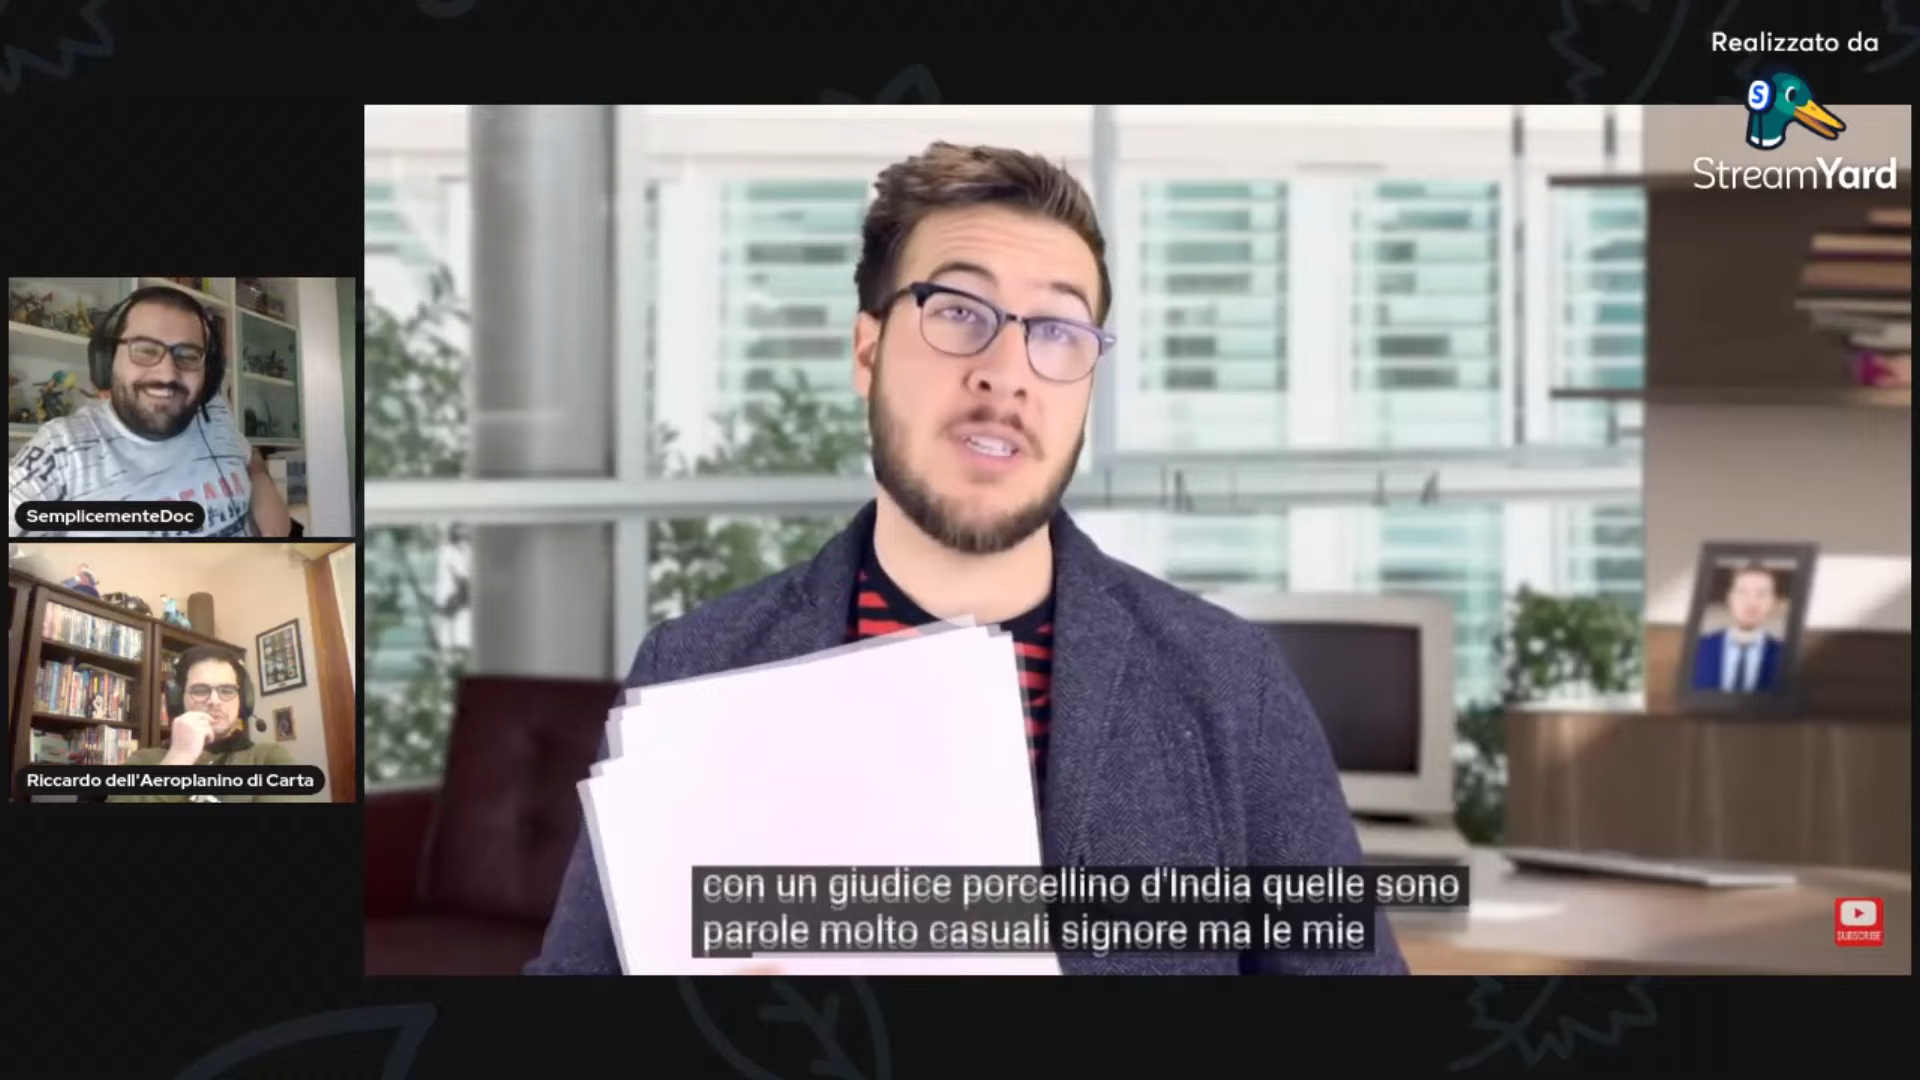 Realizzato da
StreamYard
SemplicementeDoc
Riccardo dell'Aeroplanino di Carta
con un giudice porcellino d'India quelle sono
parole molto casuali signore ma le mie
SUBSCRIBE